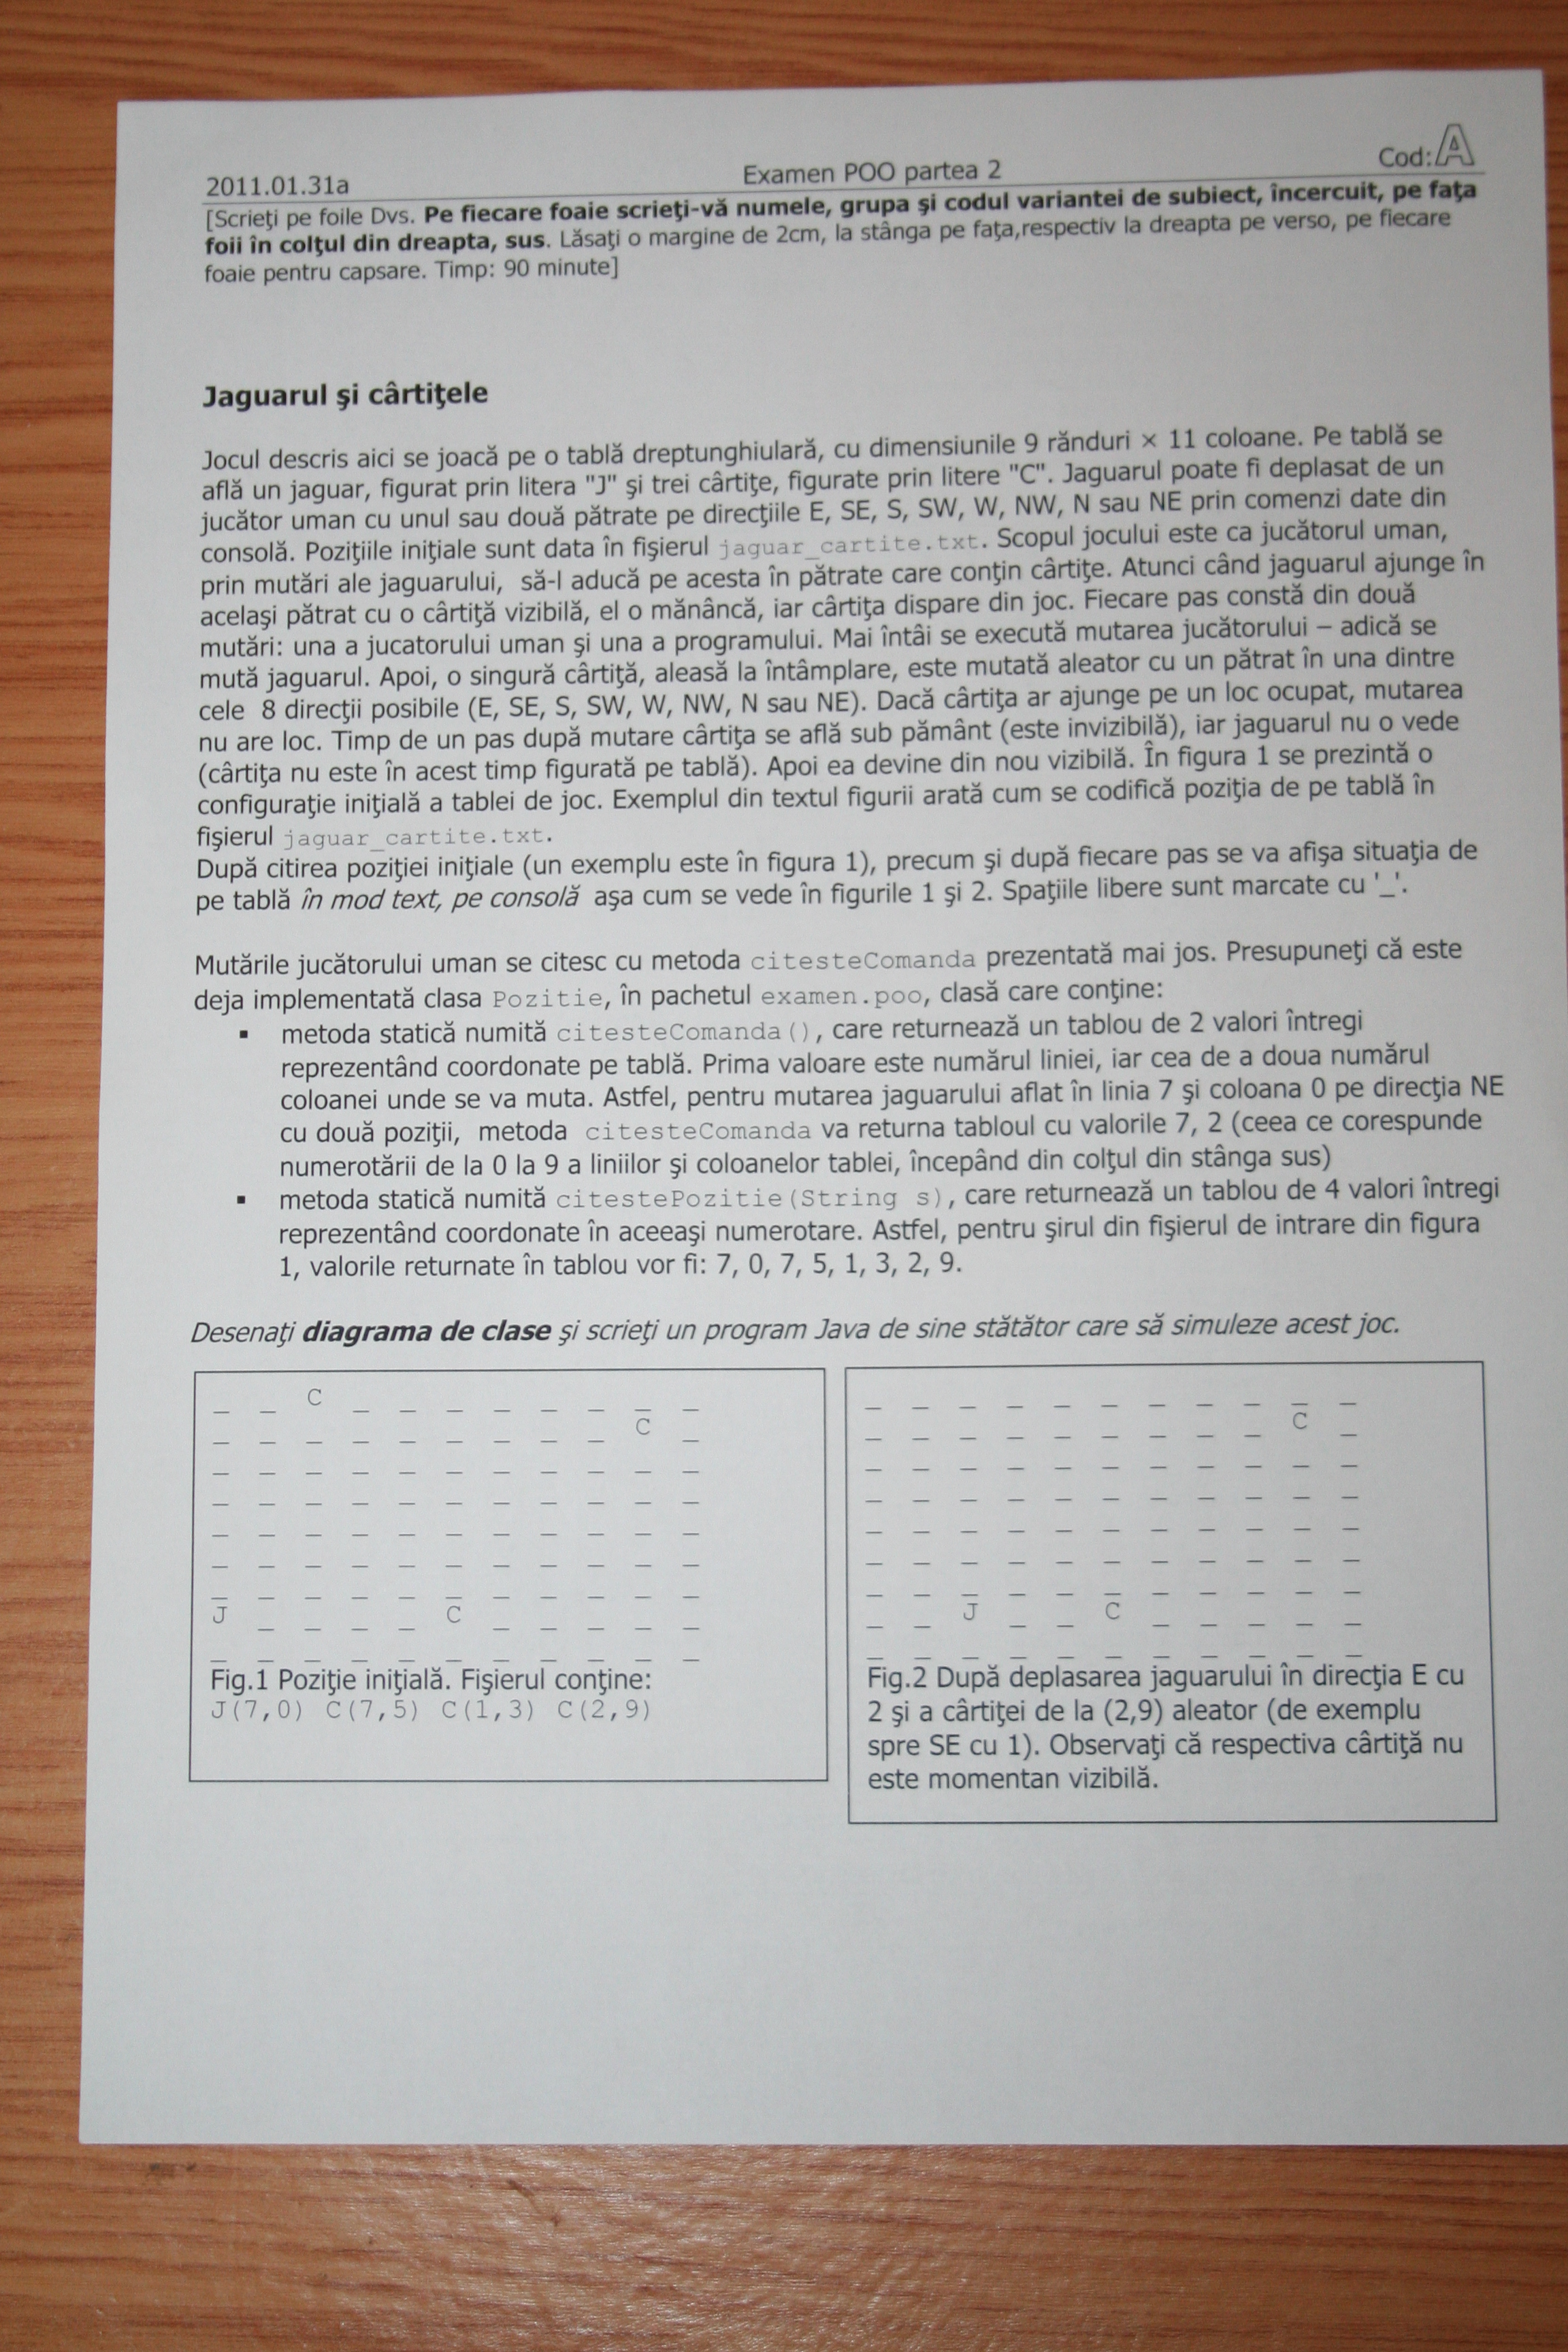 2011.01.31a Examen POO partea 2 Cod:A
[Scrieţi pe foile Dvs. Pe fiecare foaie scrieţi-vă numele, grupa şi codul variantei de subiect, încercuit, pe faţa
foii în colţul din dreapta, sus. Lăsaţi o margine de 2cm, la stânga pe faţa,respectiv la dreapta pe verso, pe fiecare
foaie pentru capsare. Timp: 90 minute]
Jaguarul şi cârtiţele
Jocul descris aici se joacă pe o tablă dreptunghiulară, cu dimensiunile 9 rănduri × 11 coloane. Pe tablă se
află un jaguar, figurat prin litera "J" şi trei cârtiţe, figurate prin litere "C". Jaguarul poate fi deplasat de un
jucător uman cu unul sau două pătrate pe direcţiile E, SE, S, SW, W, NW, N sau NE prin comenzi date din
consolă. Poziţiile iniţiale sunt data în fişierul jaguar_cartite.txt. Scopul jocului este ca jucătorul uman,
prin mutări ale jaguarului, să-l aducă pe acesta în pătrate care conţin cârtiţe. Atunci când jaguarul ajunge în
acelaşi pătrat cu o cârtiţă vizibilă, el o mănâncă, iar cârtiţa dispare din joc. Fiecare pas constă din două
mutări: una a jucatorului uman şi una a programului. Mai întâi se execută mutarea jucătorului – adică se
mută jaguarul. Apoi, o singură cârtiţă, aleasă la întâmplare, este mutată aleator cu un pătrat în una dintre
cele 8 direcţii posibile (E, SE, S, SW, W, NW, N sau NE). Dacă cârtiţa ar ajunge pe un loc ocupat, mutarea
nu are loc. Timp de un pas după mutare cârtiţa se află sub pământ (este invizibilă), iar jaguarul nu o vede
(cârtiţa nu este în acest timp figurată pe tablă). Apoi ea devine din nou vizibilă. În figura 1 se prezintă o
configuraţie iniţială a tablei de joc. Exemplul din textul figurii arată cum se codifică poziţia de pe tablă în
fişierul jaguar_cartite.txt.
După citirea poziţiei iniţiale (un exemplu este în figura 1), precum şi după fiecare pas se va afişa situaţia de
pe tablă în mod text, pe consolă aşa cum se vede în figurile 1 şi 2. Spaţiile libere sunt marcate cu '_'.
Mutările jucătorului uman se citesc cu metoda citesteComanda prezentată mai jos. Presupuneţi că este
deja implementată clasa Pozitie, în pachetul examen.poo, clasă care conţine:
▪ metoda statică numită citesteComanda(), care returnează un tablou de 2 valori întregi
reprezentând coordonate pe tablă. Prima valoare este numărul liniei, iar cea de a doua numărul
coloanei unde se va muta. Astfel, pentru mutarea jaguarului aflat în linia 7 şi coloana 0 pe direcţia NE
cu două poziţii, metoda citesteComanda va returna tabloul cu valorile 7, 2 (ceea ce corespunde
numerotării de la 0 la 9 a liniilor şi coloanelor tablei, începând din colţul din stânga sus)
▪ metoda statică numită citestePozitie(String s), care returnează un tablou de 4 valori întregi
reprezentând coordonate în aceeaşi numerotare. Astfel, pentru şirul din fişierul de intrare din figura
1, valorile returnate în tablou vor fi: 7, 0, 7, 5, 1, 3, 2, 9.
Desenaţi diagrama de clase şi scrieţi un program Java de sine stătător care să simuleze acest joc.
_ _ C _ _ _ _ _ _ _ _
_ _ _ _ _ _ _ _ _ C _
_ _ _ _ _ _ _ _ _ _ _
_ _ _ _ _ _ _ _ _ _ _
_ _ _ _ _ _ _ _ _ _ _
_ _ _ _ _ _ _ _ _ _ _
_ _ _ _ _ _ _ _ _ _ _
J _ _ _ _ C _ _ _ _ _
_ _ _ _ _ _ _ _ _ _ _
Fig.1 Poziţie iniţială. Fişierul conţine:
J(7,0) C(7,5) C(1,3) C(2,9)
_ _ _ _ _ _ _ _ _ _ _
_ _ _ _ _ _ _ _ _ C _
_ _ _ _ _ _ _ _ _ _ _
_ _ _ _ _ _ _ _ _ _ _
_ _ _ _ _ _ _ _ _ _ _
_ _ _ _ _ _ _ _ _ _ _
_ _ _ _ _ _ _ _ _ _ _
_ _ J _ _ C _ _ _ _ _
_ _ _ _ _ _ _ _ _ _ _
Fig.2 După deplasarea jaguarului în direcţia E cu
2 şi a cârtiţei de la (2,9) aleator (de exemplu
spre SE cu 1). Observaţi că respectiva cârtiţă nu
este momentan vizibilă.